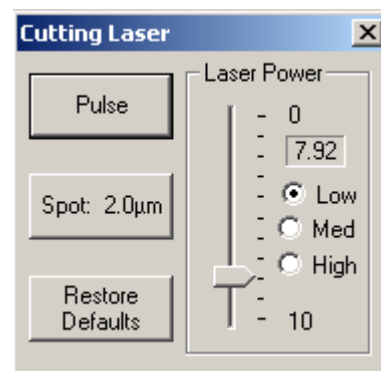 Cutting Laser
Laser Power
Pulse
0
7.92
Spot: 2.0µm
Low
Med
High
Restore
Defaults
10